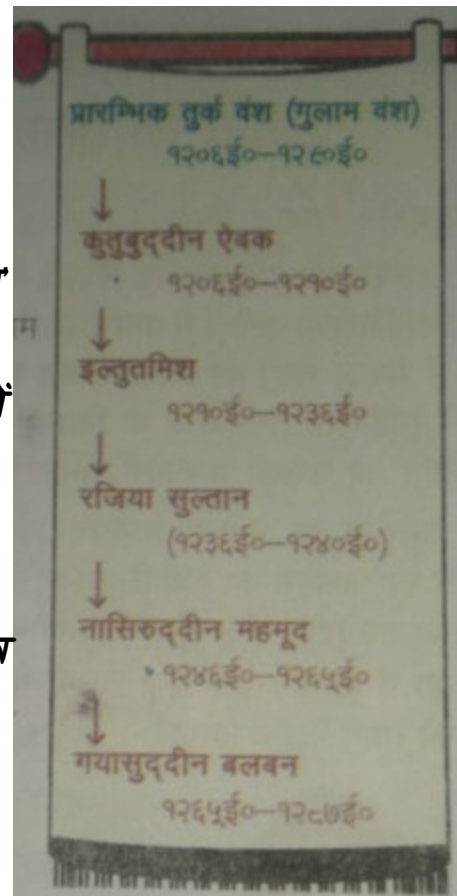 प्रारम्भिक तुर्क वंश (गुलाम वंश)
१२०६ई०–१२९०ई०
↓
कुतुबुद्दीन ऐबक
१२०६ई०–१२१०ई०
↓
इल्तुतमिश
१२१०ई०–१२३६ई०
↓
रजिया सुल्तान
(१२३६ई०–१२४०ई०)
↓
नासिरुद्दीन महमूद
१२४६ई०–१२६५ई०
↓
गयासुद्दीन बलबन
१२६५ई०–१२८७ई०